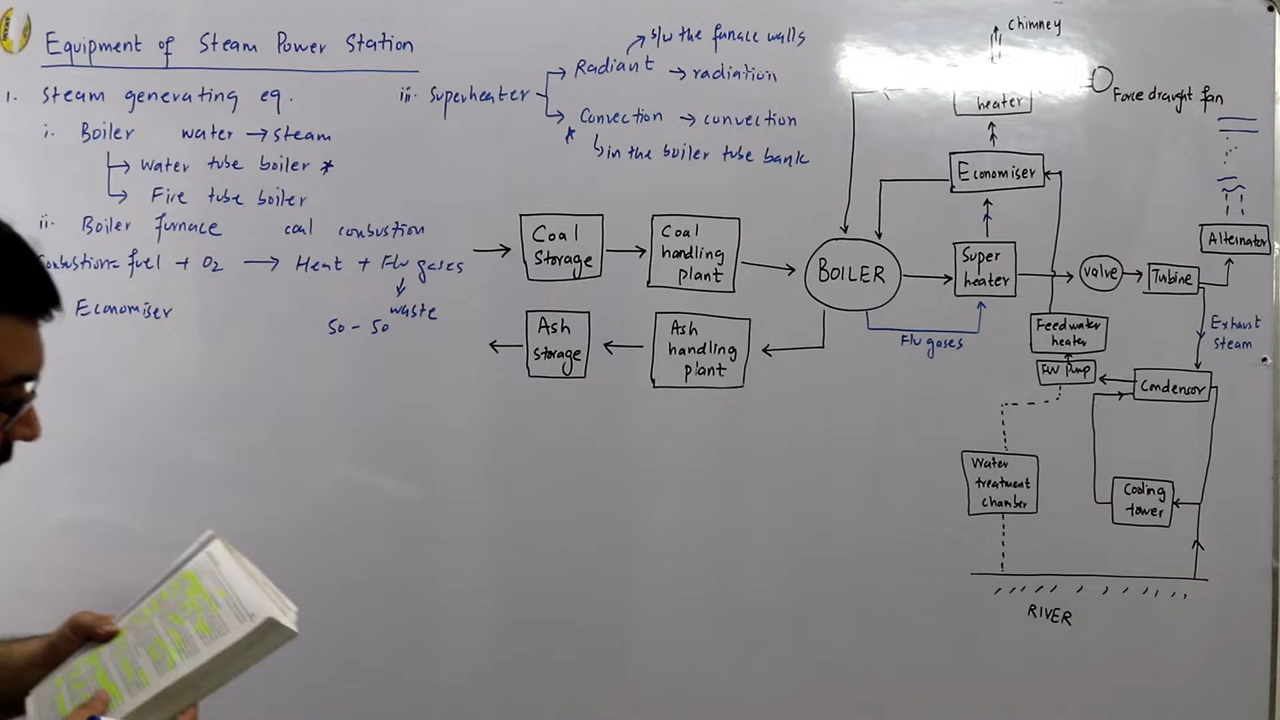 Equipment of Steam Power Station
1. Steam generating eq.
i. Boiler water → steam
→ water tube boiler *
→ Fire tube boiler
ii. Boiler furnace coal combustion
Combustion= fuel + O2 → Heat + Flu gases
↓
waste
50 - 50
Economiser
iii. Superheater
Radiant → radiation
s/w the furnace walls
* Convection → convection
in the boiler tube bank
chimney
heater
Force draught fan
Economiser
Alternator
Coal Storage
Coal handling plant
BOILER
Super heater
valve
Turbine
Flu gases
Ash storage
Ash handling plant
Feedwater heater
FW Pump
Exhaust steam
Condensor
Water treatment chamber
Cooling tower
RIVER